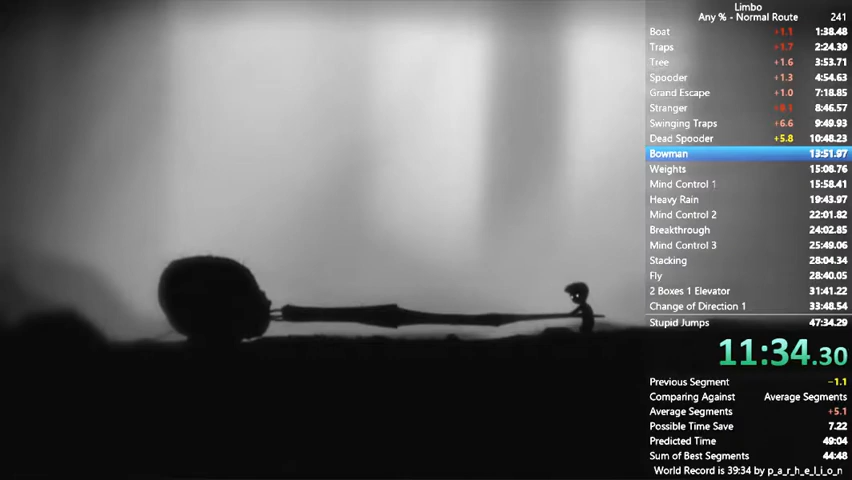 Limbo
Any % - Normal Route 241
Boat +1.1 1:38.48
Traps +1.7 2:24.39
Tree +1.6 3:53.71
Spooder +1.3 4:54.63
Grand Escape +1.0 7:18.85
Stranger +8.1 8:46.57
Swinging Traps +6.6 9:49.93
Dead Spooder +5.8 10:48.23
Bowman 13:51.97
Weights 15:08.76
Mind Control 1 15:58.41
Heavy Rain 19:43.97
Mind Control 2 22:01.82
Breakthrough 24:02.85
Mind Control 3 25:49.06
Stacking 28:04.34
Fly 28:40.05
2 Boxes 1 Elevator 31:41.22
Change of Direction 1 33:48.54
Stupid Jumps 47:34.29
11:34.30
Previous Segment −1.1
Comparing Against Average Segments
Average Segments +5.1
Possible Time Save 7.22
Predicted Time 49:04
Sum of Best Segments 44:48
World Record is 39:34 by p_a_r_h_e_l_i_o_n